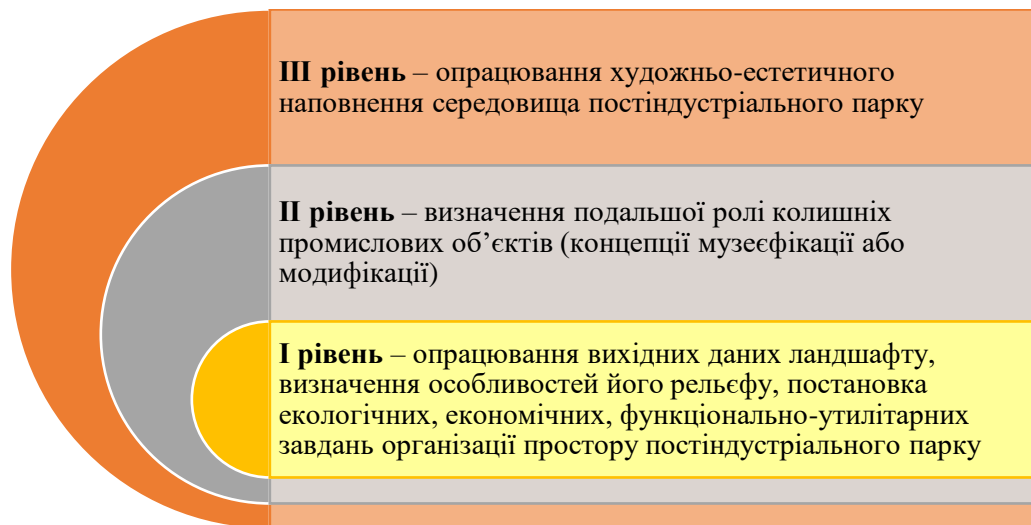 III рівень – опрацювання художньо-естетичного
наповнення середовища постіндустріального парку
II рівень – визначення подальшої ролі колишніх
промислових об’єктів (концепції музеєфікації або
модифікації)
I рівень – опрацювання вихідних даних ландшафту,
визначення особливостей його рельєфу, постановка
екологічних, економічних, функціонально-утилітарних
завдань організації простору постіндустріального парку